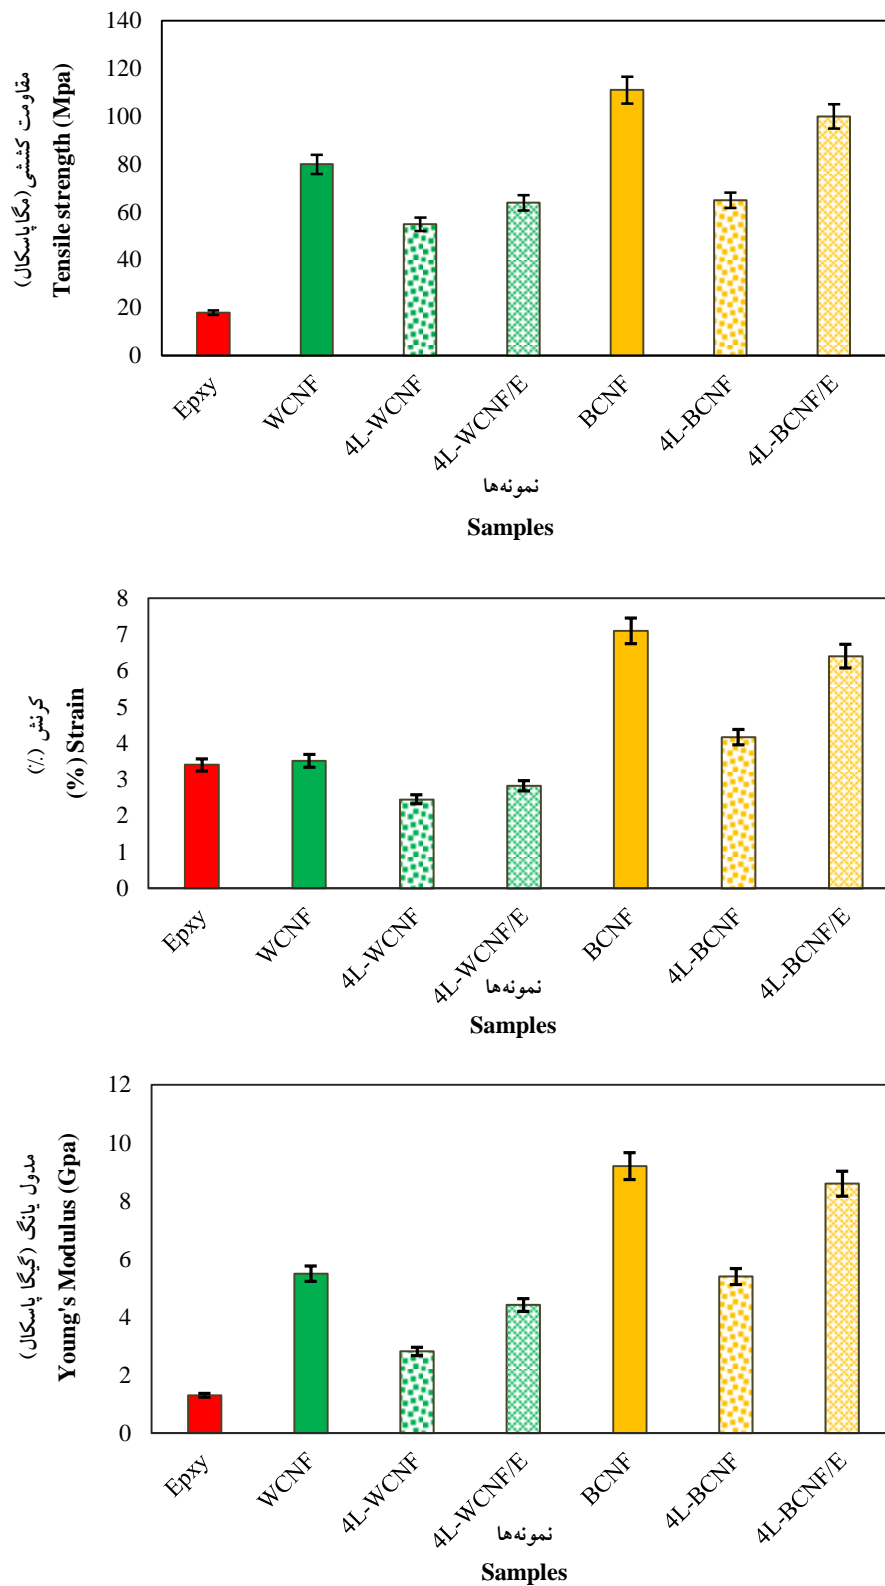 140
120
100
80
60
40
20
0
مقاومت کششی(مگاپاسکال)
Tensile strength (Mpa)
Epxy
WCNF
4L-WCNF
4L-WCNF/E
BCNF
4L-BCNF
4L-BCNF/E
نمونه‌ها
Samples
8
7
6
5
4
3
2
1
0
کرنش (٪)
(%) Strain
Epxy
WCNF
4L-WCNF
4L-WCNF/E
BCNF
4L-BCNF
4L-BCNF/E
نمونه‌ها
Samples
12
10
8
6
4
2
0
مدول یانگ (گیگا پاسکال)
Young's Modulus (Gpa)
Epxy
WCNF
4L-WCNF
4L-WCNF/E
BCNF
4L-BCNF
4L-BCNF/E
نمونه‌ها
Samples